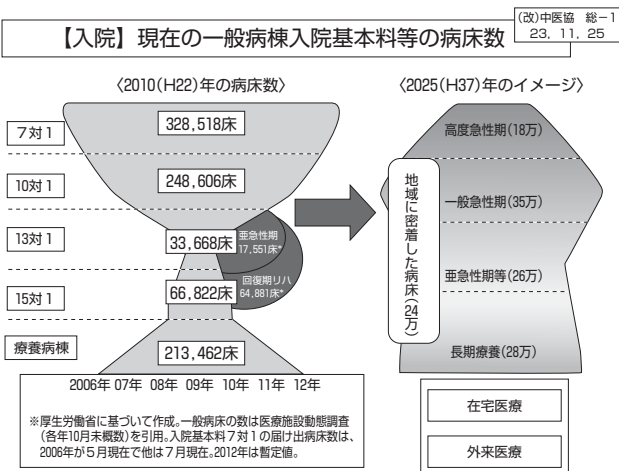 (改)中医協 総－1
23. 11. 25
【入院】現在の一般病棟入院基本料等の病床数
〈2010(H22)年の病床数〉
7対1
328,518床
10対1
248,606床
13対1
33,668床
亜急性期
17,551床*
回復期リハ
64,881床*
15対1
66,822床
療養病棟
213,462床
2006年 07年 08年 09年 10年 11年 12年
※厚生労働省に基づいて作成。一般病床の数は医療施設動態調査
(各年10月末概数)を引用。入院基本料7対1の届け出病床数は、
2006年が5月現在で他は7月現在。2012年は暫定値。
〈2025(H37)年のイメージ〉
高度急性期(18万)
一般急性期(35万)
亜急性期等(26万)
長期療養(28万)
地域に密着した病床(24万)
在宅医療
外来医療